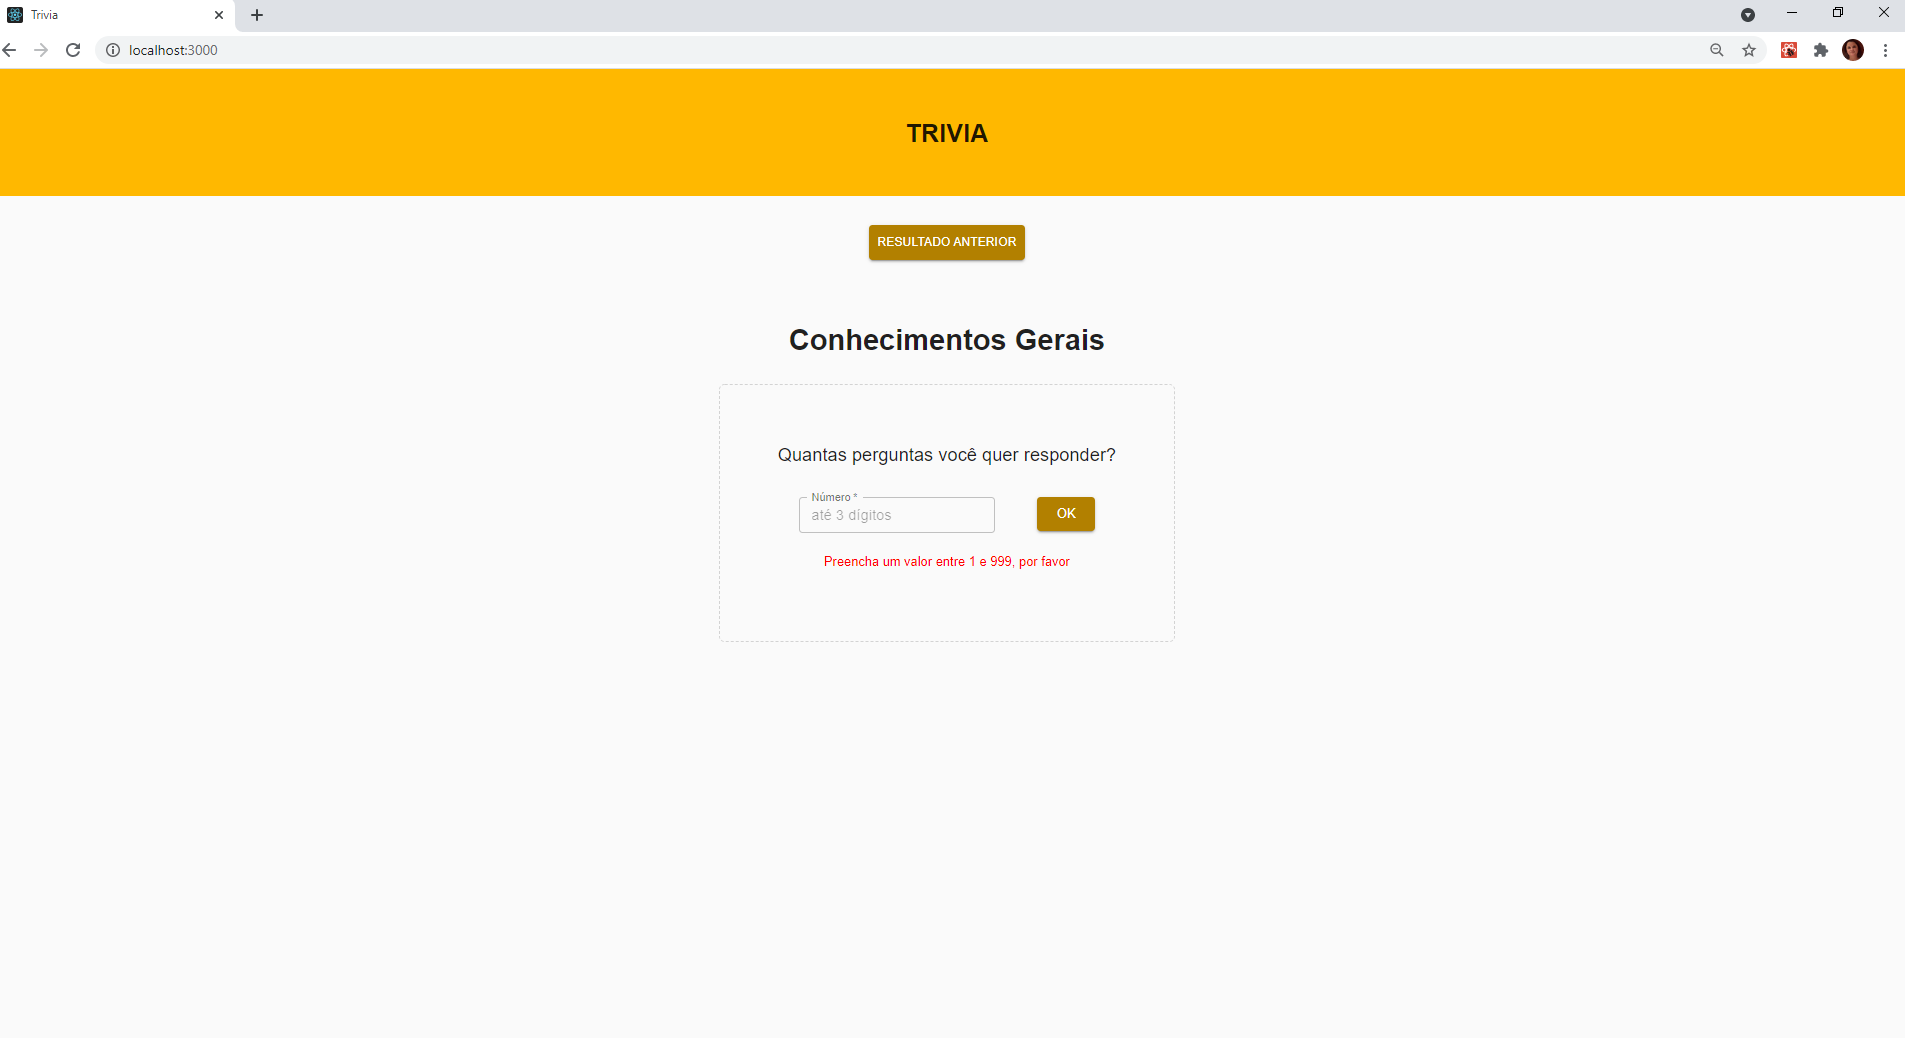 Trivia
localhost:3000
TRIVIA
RESULTADO ANTERIOR
Conhecimentos Gerais
Quantas perguntas você quer responder?
Número *
até 3 dígitos
OK
Preencha um valor entre 1 e 999, por favor